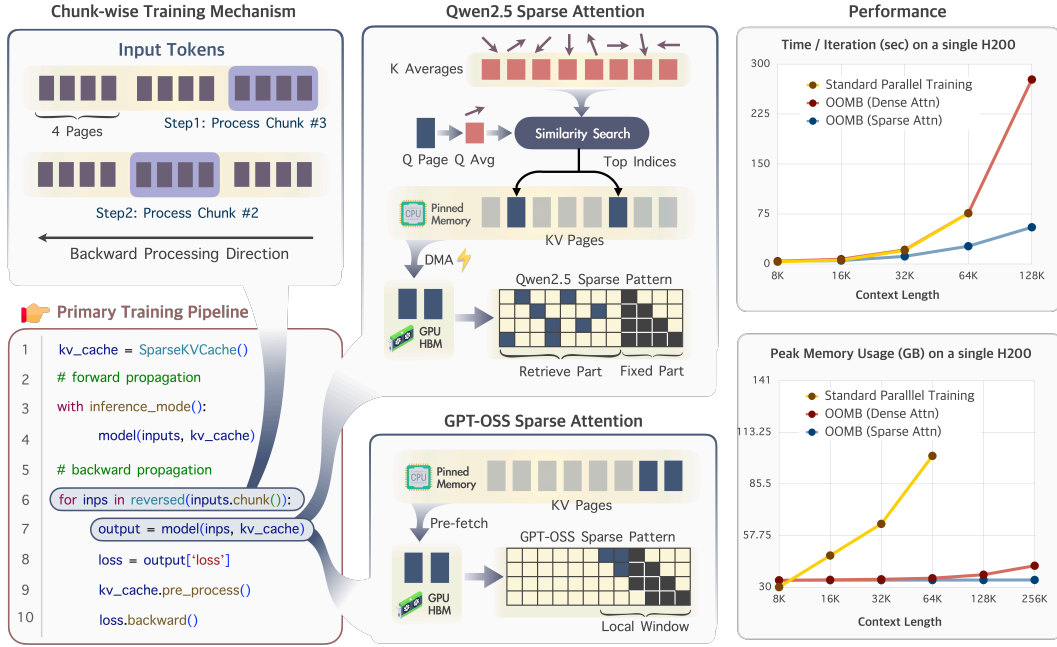 Chunk-wise Training Mechanism
Input Tokens
4 Pages
Step1: Process Chunk #3
Step2: Process Chunk #2
Backward Processing Direction
Primary Training Pipeline
1 kv_cache = SparseKVCache()
2 # forward propagation
3 with inference_mode():
4 model(inputs, kv_cache)
5 # backward propagation
6 for inps in reversed(inputs.chunk()):
7 output = model(inps, kv_cache)
8 loss = output['loss']
9 kv_cache.pre_process()
10 loss.backward()
Qwen2.5 Sparse Attention
K Averages
Q Page
Q Avg
Similarity Search
Top Indices
CPU
Pinned
Memory
KV Pages
DMA
Qwen2.5 Sparse Pattern
GPU
HBM
Retrieve Part
Fixed Part
GPT-OSS Sparse Attention
CPU
Pinned
Memory
KV Pages
Pre-fetch
GPT-OSS Sparse Pattern
GPU
HBM
Local Window
Performance
Time / Iteration (sec) on a single H200
300
225
150
75
0
Standard Parallel Training
OOMB (Dense Attn)
OOMB (Sparse Attn)
8K 16K 32K 64K 128K
Context Length
Peak Memory Usage (GB) on a single H200
141
113.25
85.5
57.75
30
Standard Paralllel Training
OOMB (Dense Attn)
OOMB (Sparse Attn)
8K 16K 32K 64K 128K 256K
Context Length